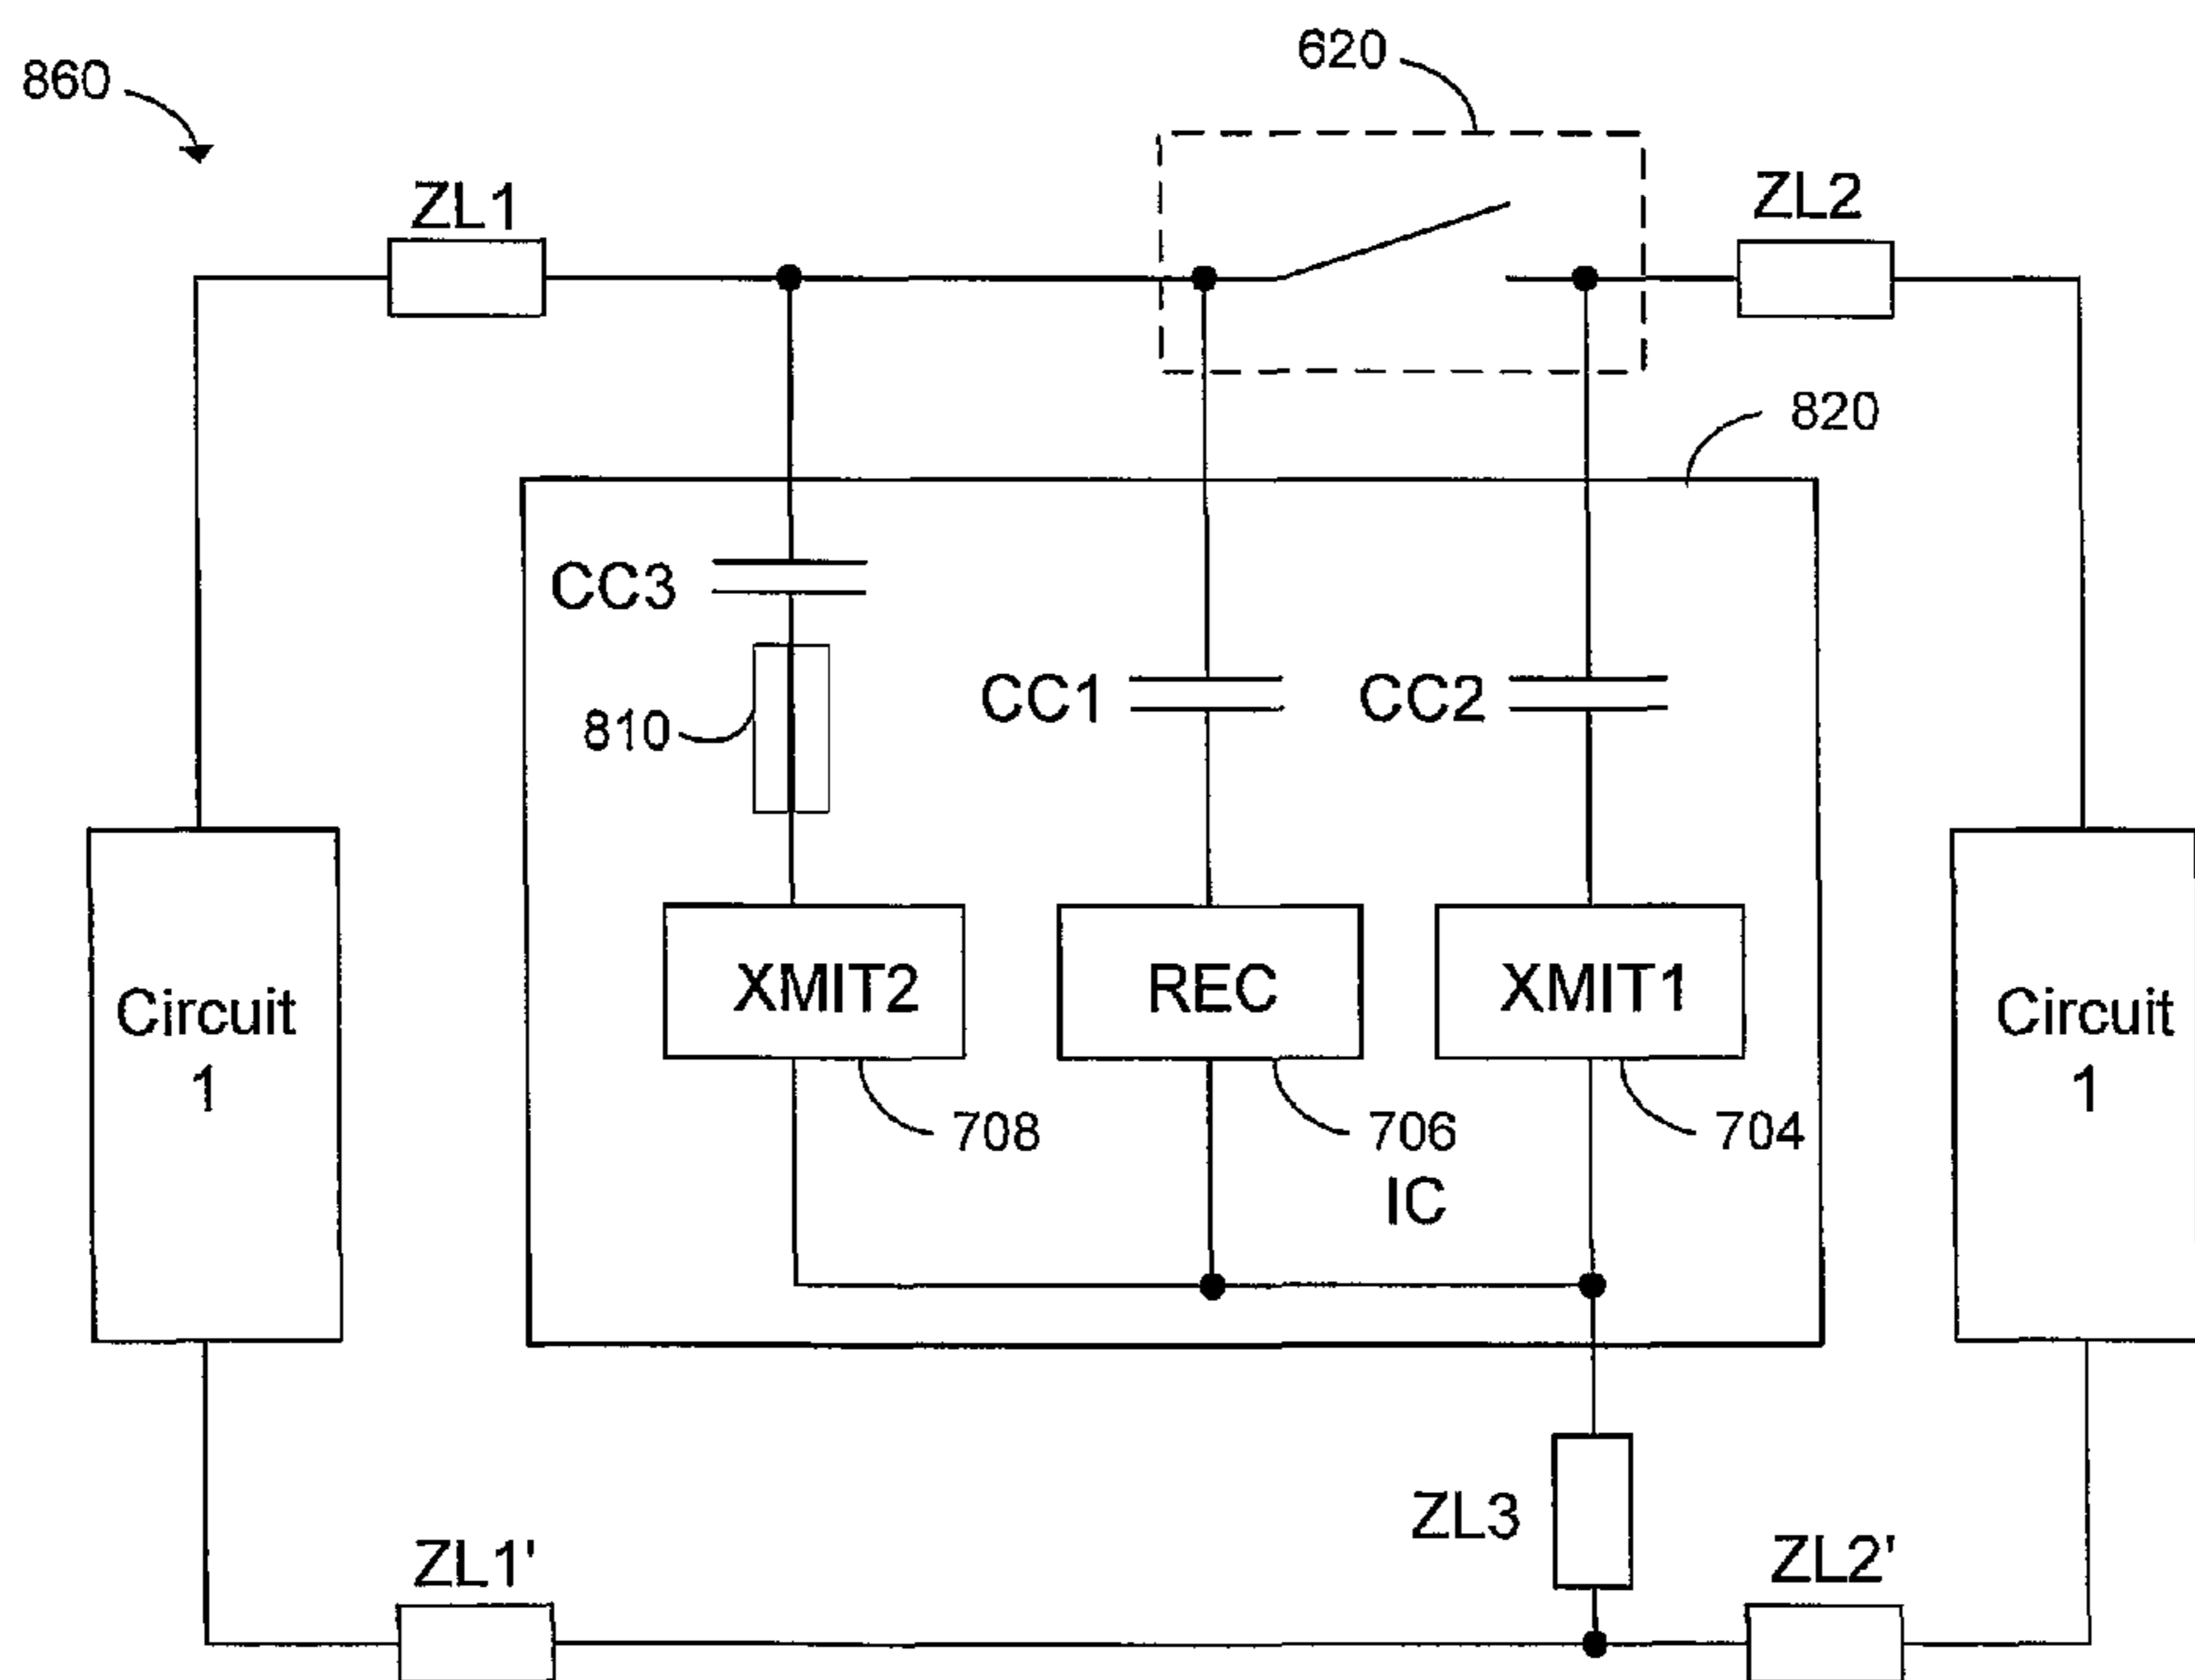 620
860
ZL1
ZL2
820
CC3
CC1
CC2
810
XMIT2
REC
XMIT1
Circuit
1
Circuit
1
708
706
704
IC
ZL3
ZL1'
ZL2'